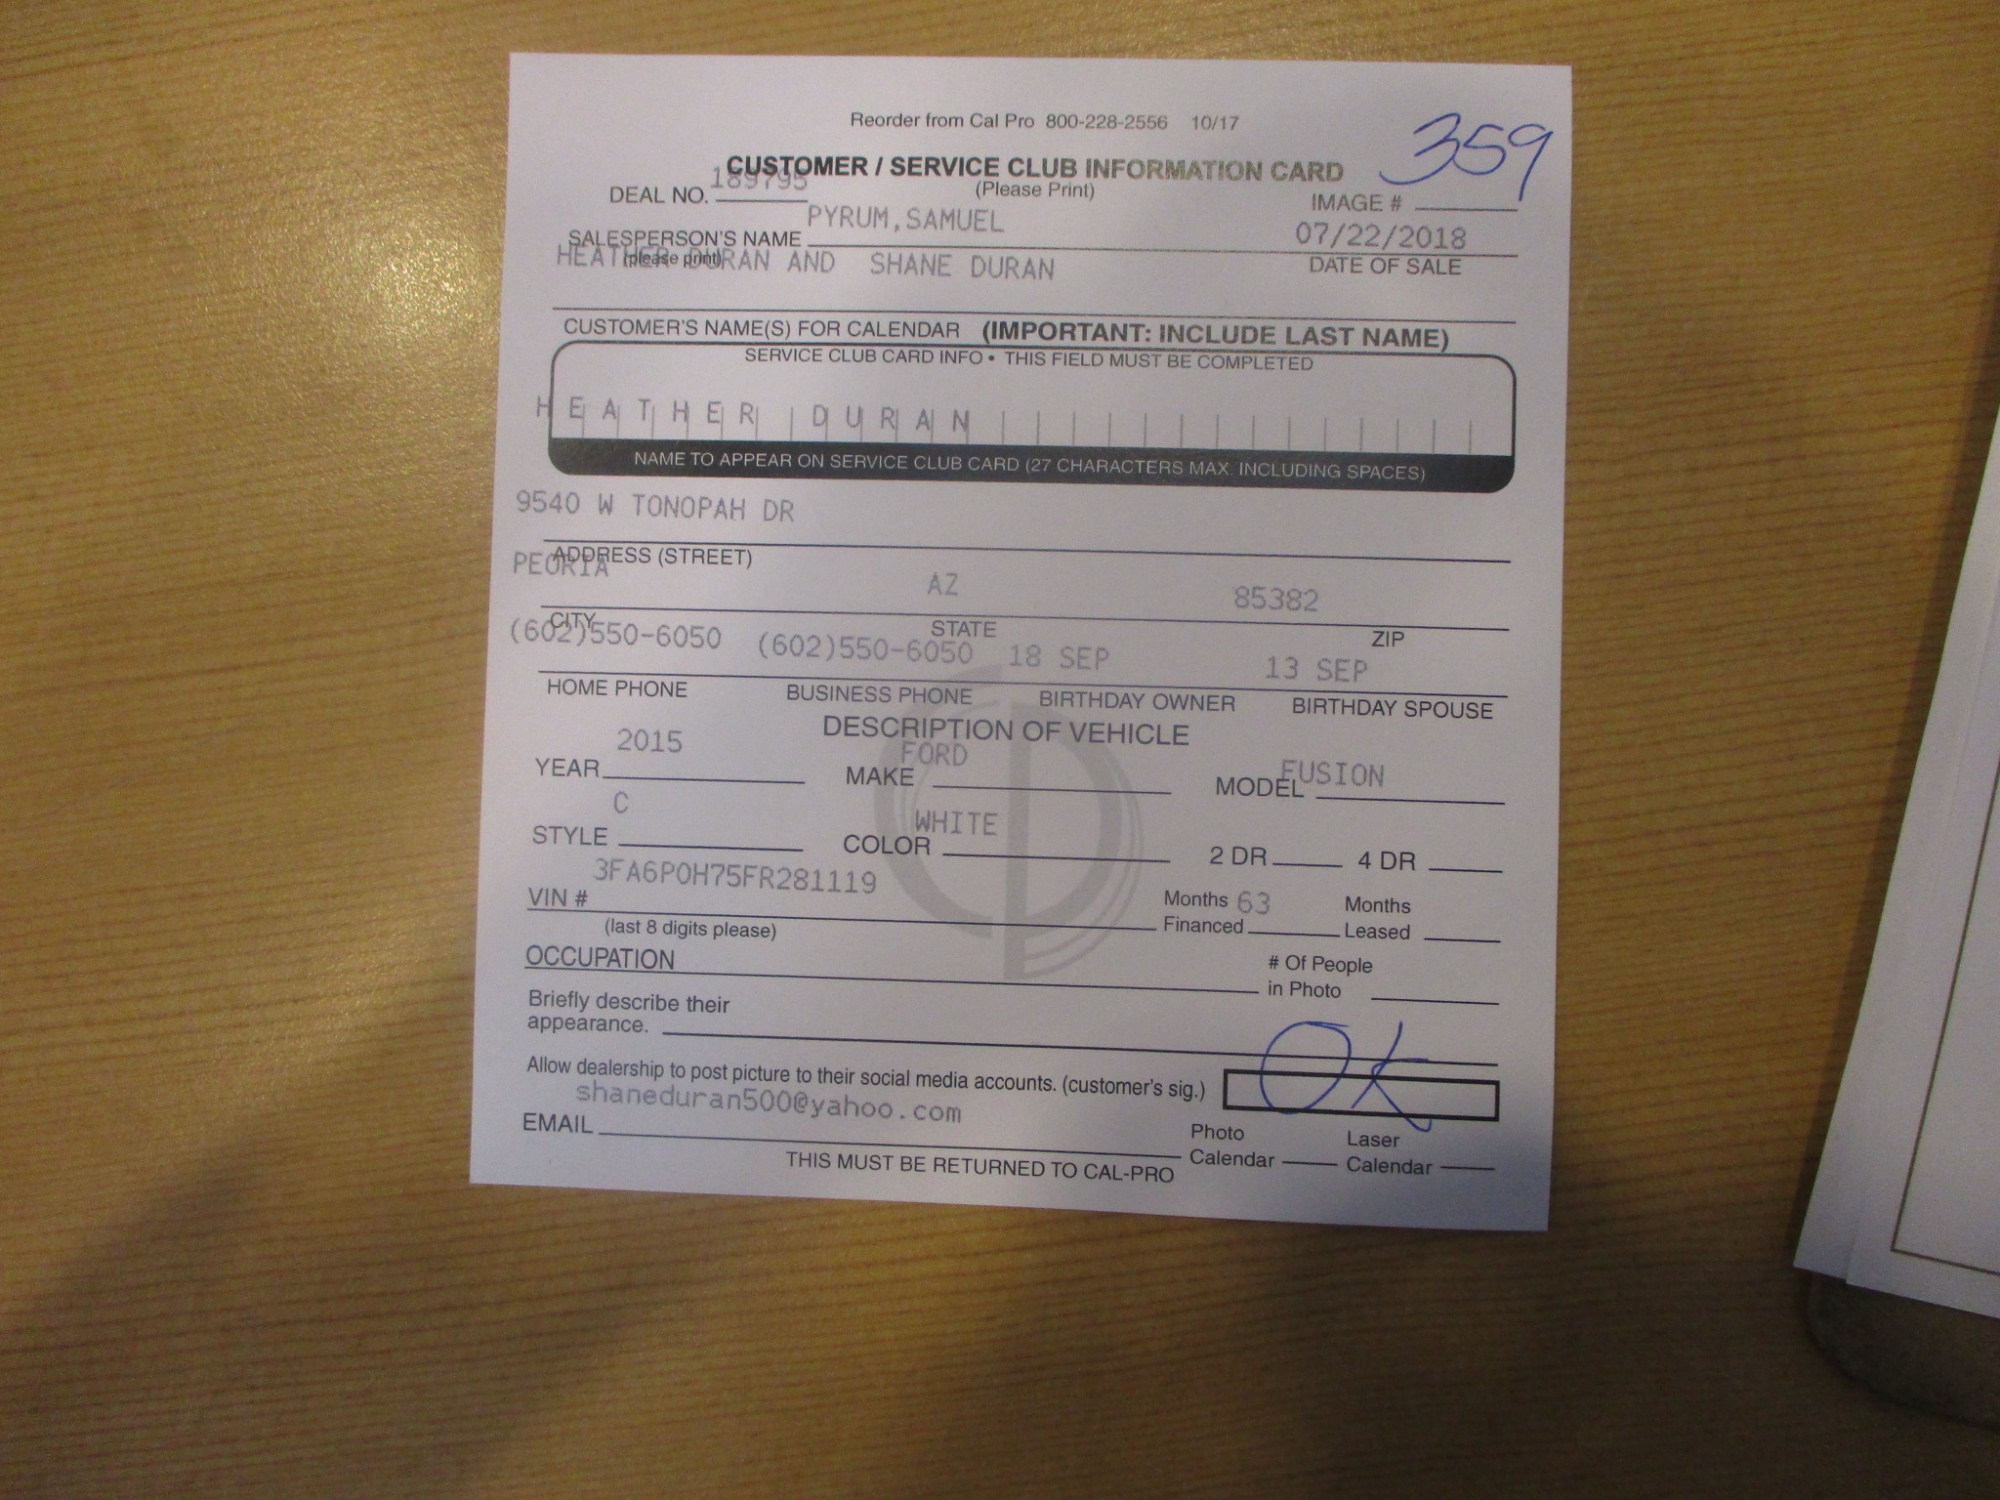 Reorder from Cal Pro 800-228-2556 10/17
359
CUSTOMER / SERVICE CLUB INFORMATION CARD
DEAL NO. 189795 (Please Print) IMAGE #
SALESPERSON'S NAME PYRUM,SAMUEL 07/22/2018
(please print) DATE OF SALE
HEATHER DURAN AND SHANE DURAN
CUSTOMER'S NAME(S) FOR CALENDAR (IMPORTANT: INCLUDE LAST NAME)
SERVICE CLUB CARD INFO • THIS FIELD MUST BE COMPLETED
HEATHER DURAN
NAME TO APPEAR ON SERVICE CLUB CARD (27 CHARACTERS MAX. INCLUDING SPACES)
9540 W TONOPAH DR
ADDRESS (STREET)
PEORIA AZ 85382
CITY STATE ZIP
(602)550-6050 (602)550-6050 18 SEP 13 SEP
HOME PHONE BUSINESS PHONE BIRTHDAY OWNER BIRTHDAY SPOUSE
DESCRIPTION OF VEHICLE
YEAR 2015 MAKE FORD MODEL FUSION
STYLE C COLOR WHITE 2 DR 4 DR
VIN # 3FA6P0H75FR281119 Months Financed 63 Months Leased
(last 8 digits please)
OCCUPATION # Of People in Photo
Briefly describe their
appearance.
Allow dealership to post picture to their social media accounts. (customer's sig.) OK
EMAIL shaneduran500@yahoo.com Photo Calendar Laser Calendar
THIS MUST BE RETURNED TO CAL-PRO